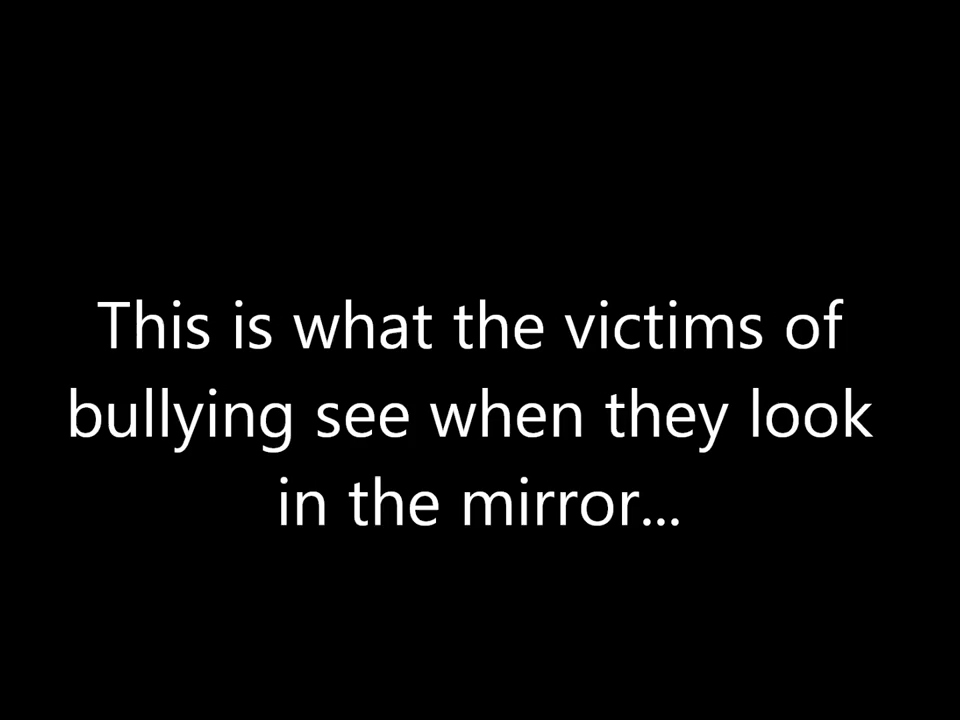 This is what the victims of
bullying see when they look
in the mirror...